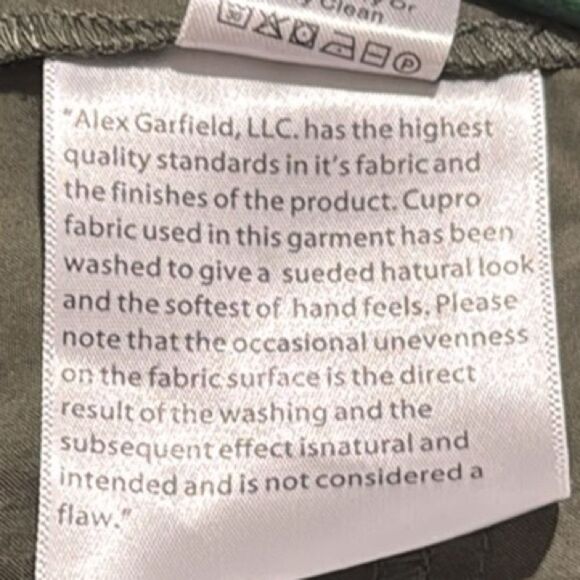 Or
Clean
"Alex Garfield, LLC. has the highest
quality standards in it's fabric and
the finishes of the product. Cupro
fabric used in this garment has been
washed to give a sueded hatural look
and the softest of hand feels. Please
note that the occasional unevenness
on the fabric surface is the direct
result of the washing and the
subsequent effect isnatural and
intended and is not considered a
flaw."